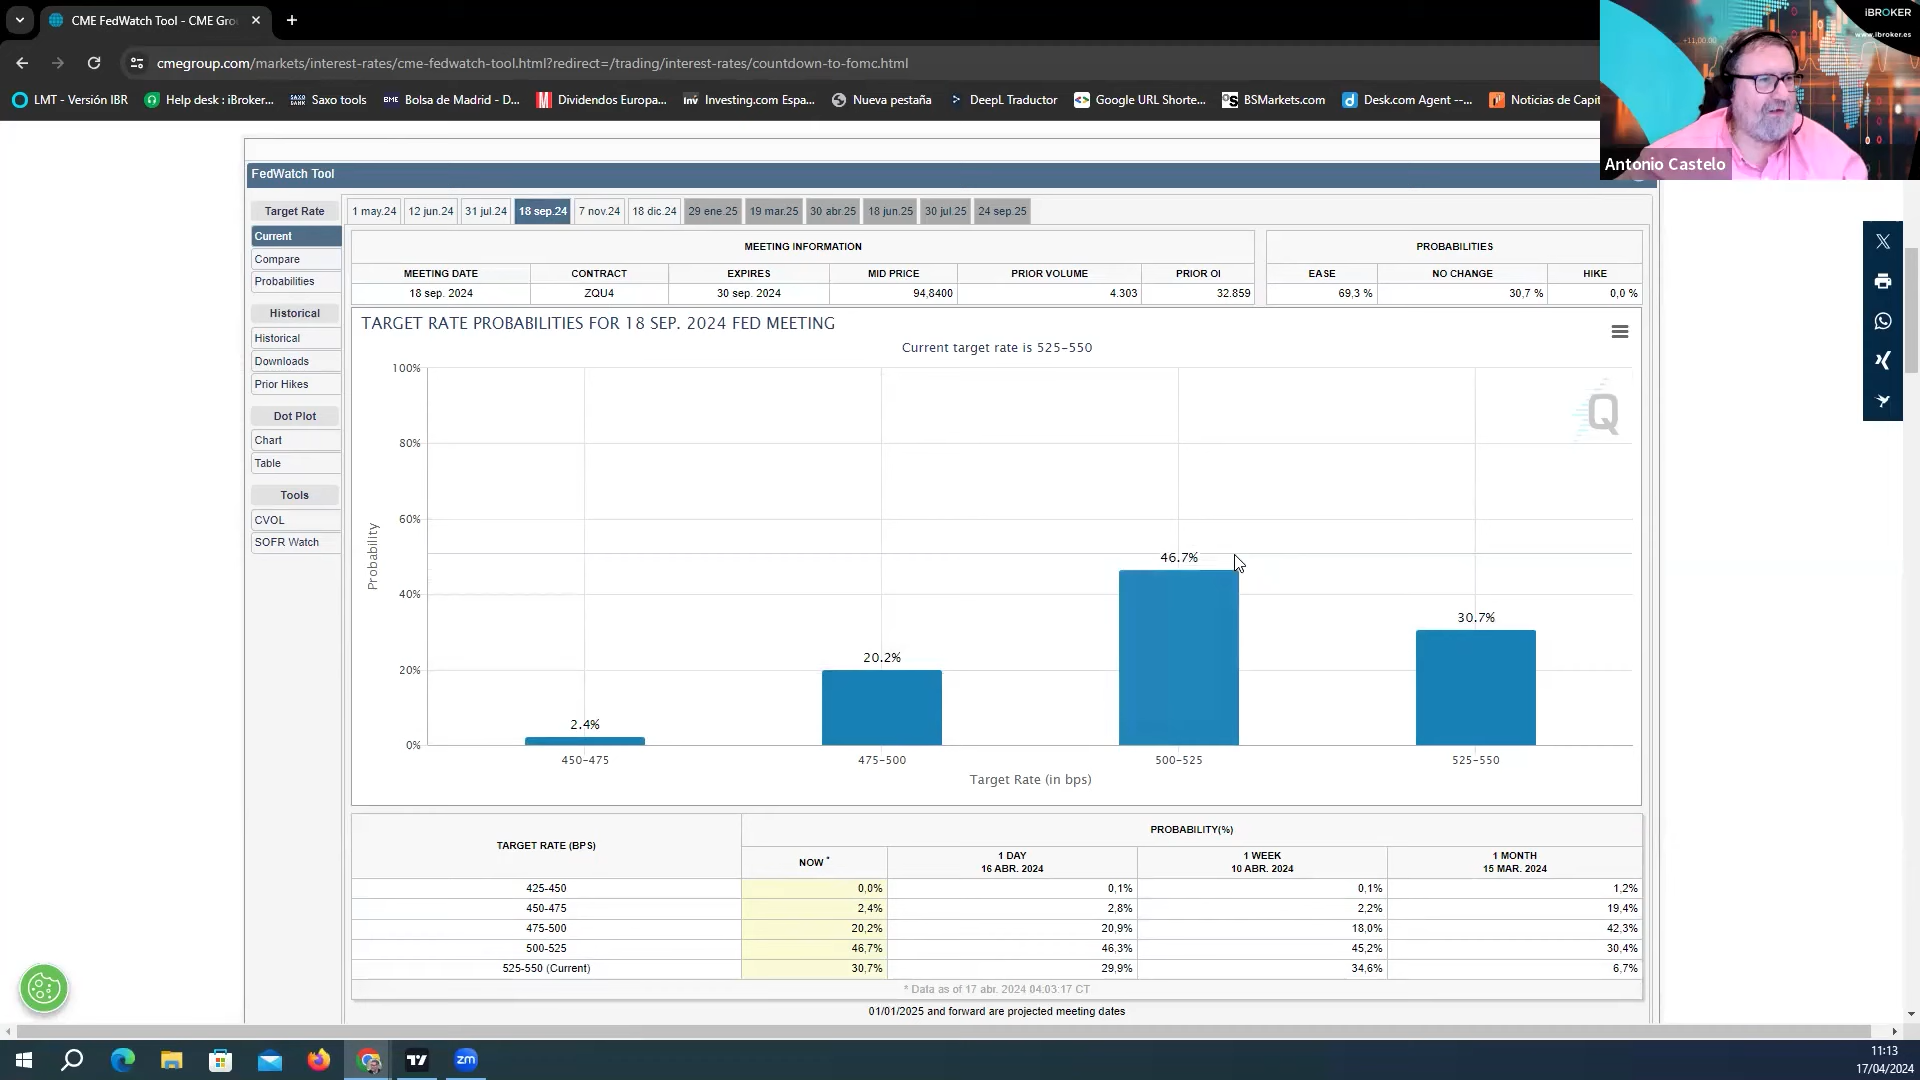 CME FedWatch Tool - CME Gro
cmegroup.com/markets/interest-rates/cme-fedwatch-tool.html?redirect=/trading/interest-rates/countdown-to-fomc.html
LMT - Versión IBR Help desk : iBroker... Saxo tools Bolsa de Madrid - D... Dividendos Europa... Investing.com Espa... Nueva pestaña DeepL Traductor Google URL Shorte... BSMarkets.com Desk.com Agent --... Noticias de Capit
iBROKER
www.ibroker.es
+11,00.00
Antonio Castelo
FedWatch Tool
Target Rate
Current
Compare
Probabilities
Historical
Historical
Downloads
Prior Hikes
Dot Plot
Chart
Table
Tools
CVOL
SOFR Watch
1 may.24 12 jun.24 31 jul.24 18 sep.24 7 nov.24 18 dic.24 29 ene.25 19 mar.25 30 abr.25 18 jun.25 30 jul.25 24 sep.25
MEETING INFORMATION
MEETING DATE CONTRACT EXPIRES MID PRICE PRIOR VOLUME PRIOR OI
18 sep. 2024 ZQU4 30 sep. 2024 94,8400 4.303 32.859
PROBABILITIES
EASE NO CHANGE HIKE
69,3 % 30,7 % 0,0 %
TARGET RATE PROBABILITIES FOR 18 SEP. 2024 FED MEETING
Current target rate is 525-550
Q
Probability
100%
80%
60%
40%
20%
0%
2.4%
20.2%
46.7%
30.7%
450-475 475-500 500-525 525-550
Target Rate (in bps)
TARGET RATE (BPS) PROBABILITY(%)
NOW * 1 DAY 16 ABR. 2024 1 WEEK 10 ABR. 2024 1 MONTH 15 MAR. 2024
425-450 0,0% 0,1% 0,1% 1,2%
450-475 2,4% 2,8% 2,2% 19,4%
475-500 20,2% 20,9% 18,0% 42,3%
500-525 46,7% 46,3% 45,2% 30,4%
525-550 (Current) 30,7% 29,9% 34,6% 6,7%
* Data as of 17 abr. 2024 04:03:17 CT
01/01/2025 and forward are projected meeting dates
zm
11:13
17/04/2024